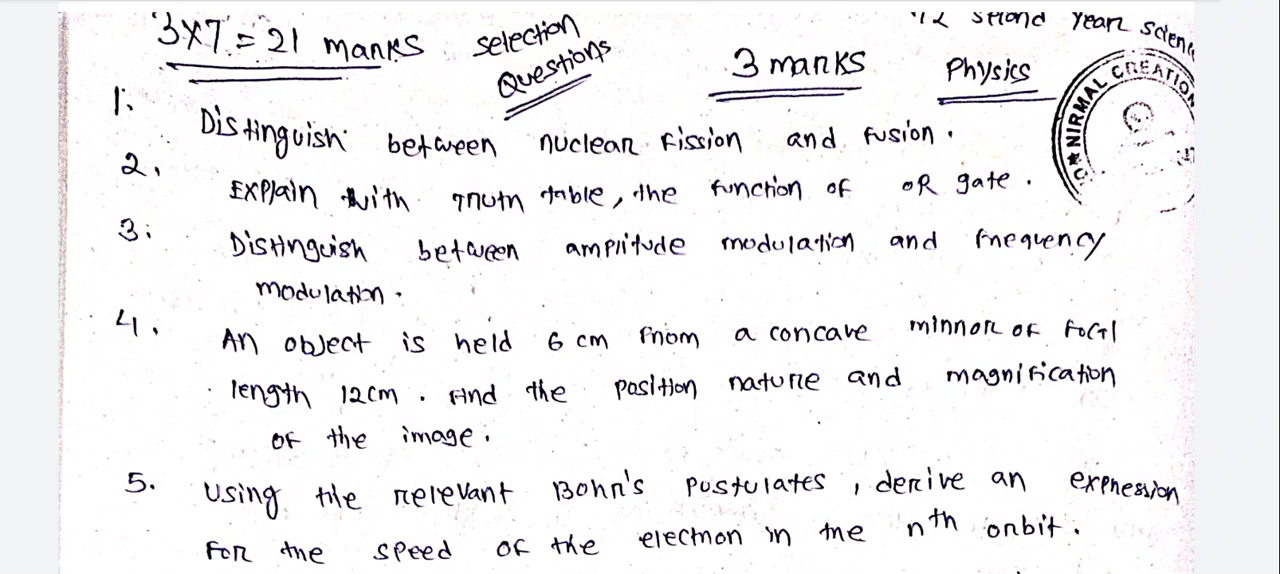 3×7 = 21 marks selection Questions 3 marks Physics
second year science
NIRMAL CREATION
1. Distinguish between nuclear fission and fusion.
2. Explain with truth table, the function of OR gate.
3. Distinguish between amplitude modulation and frequency
modulation.
4. An object is held 6 cm from a concave mirror of focal
length 12cm. Find the position nature and magnification
of the image.
5. Using the relevant Bohr's postulates, derive an expression
for the speed of the electron in the nth orbit.